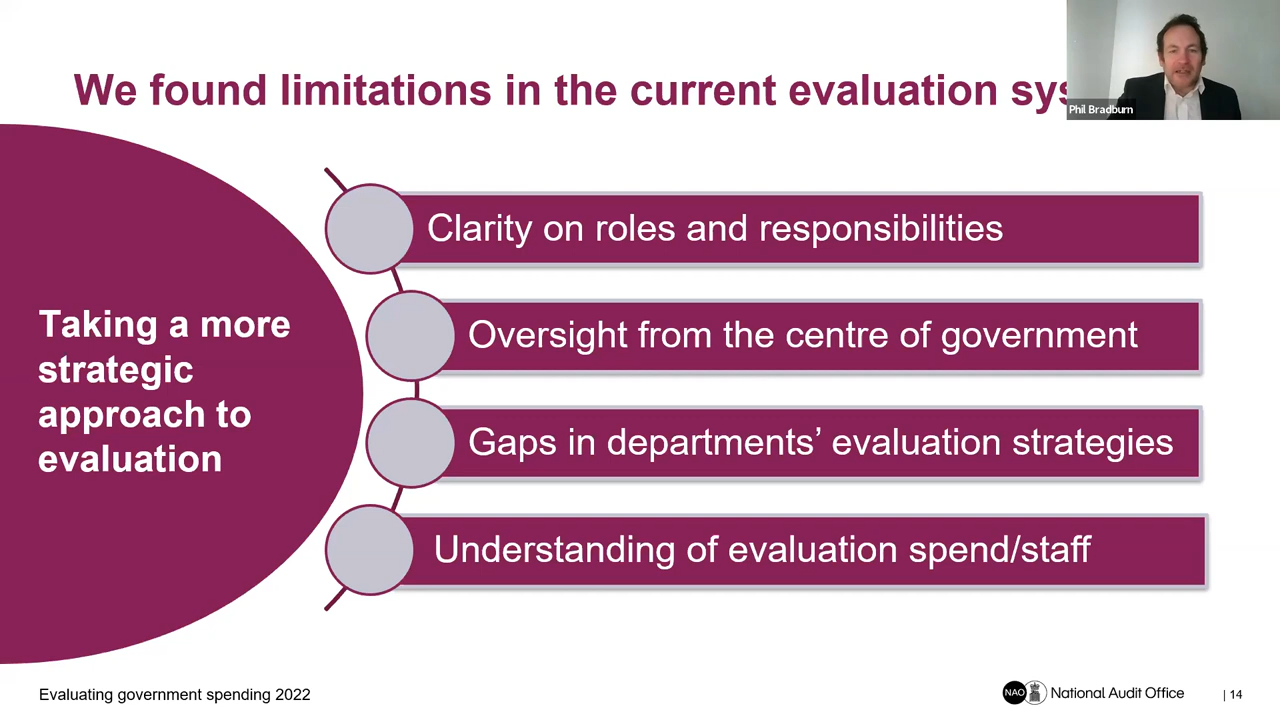 We found limitations in the current evaluation
Phil Bradburn
Clarity on roles and responsibilities
Oversight from the centre of government
Gaps in departments’ evaluation strategies
Understanding of evaluation spend/staff
Taking a more
strategic
approach to
evaluation
Evaluating government spending 2022
NAO National Audit Office
| 14